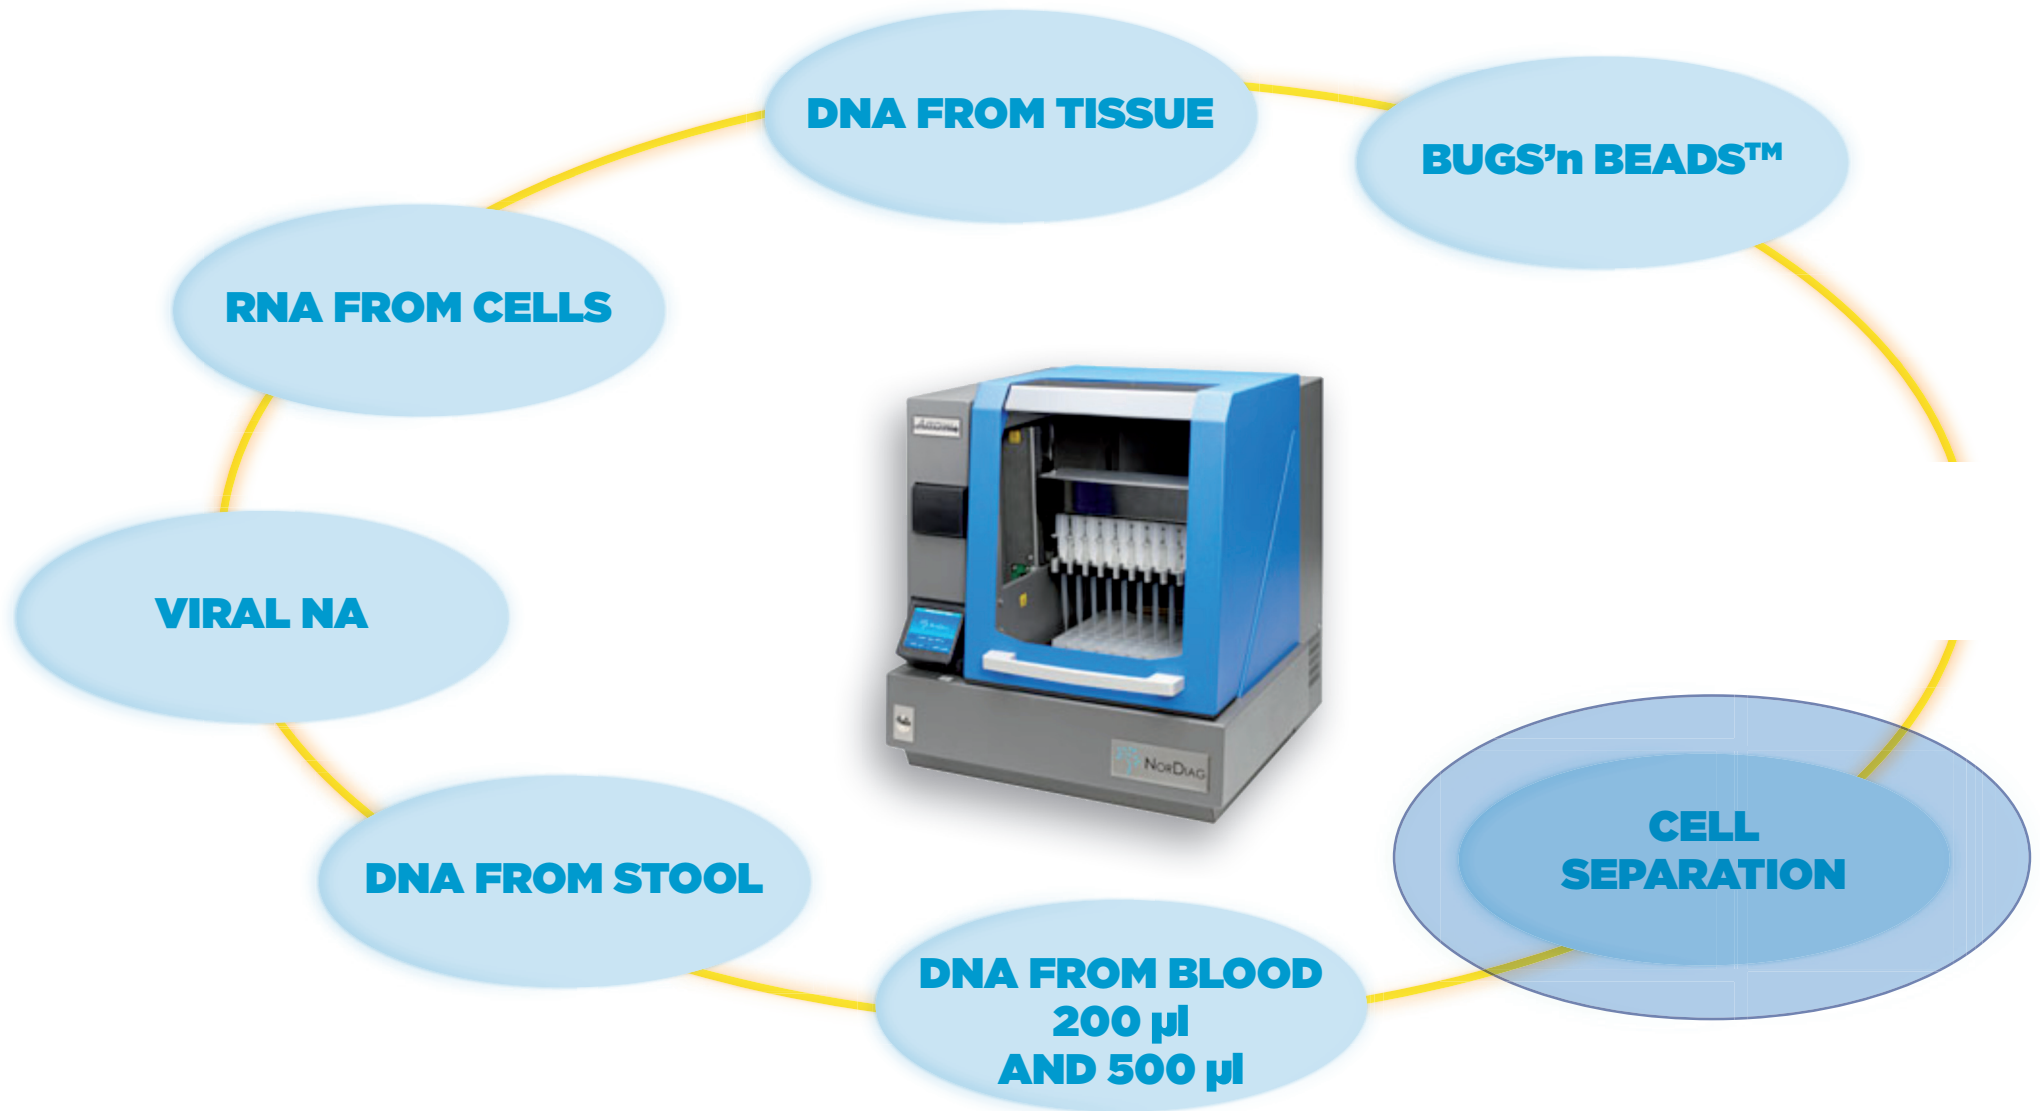 DNA FROM TISSUE
BUGS’n BEADS™
RNA FROM CELLS
Arrow
VIRAL NA
NorDiag
CELL
SEPARATION
DNA FROM STOOL
DNA FROM BLOOD
200 µl
AND 500 µl